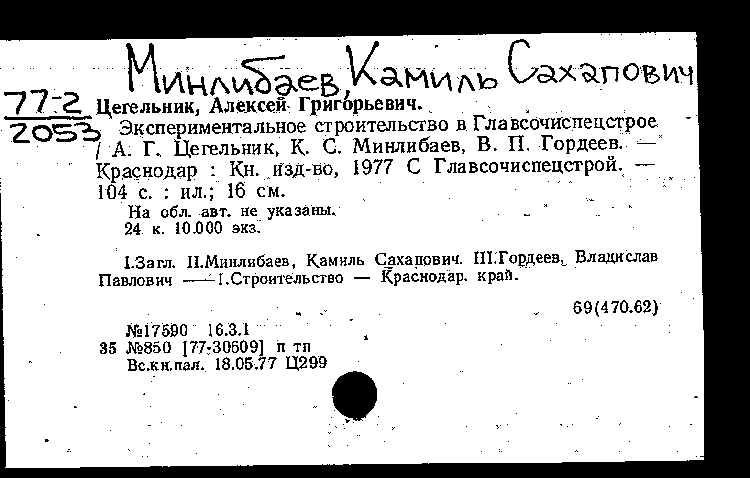 Минлибаев, Камиль Сахапович
77-2
2053
Цегельник, Алексей Григорьевич.
Экспериментальное строительство в Главсочиспецстрое
/ А. Г. Цегельник, К. С. Минлибаев, В. П. Гордеев. —
Краснодар : Кн. изд-во, 1977 С Главсочиспецстрой. —
104 с. : ил.; 16 см.
На обл. авт. не указаны.
24 к. 10.000 экз.
I.Загл. II.Минлибаев, Камиль Сахапович. III.Гордеев, Владислав
Павлович — I.Строительство — Краснодар. край.
69(470.62)
№17590 16.3.1
35 №850 [77-30609] п тп
Вс.кн.пал. 18.05.77 Ц299